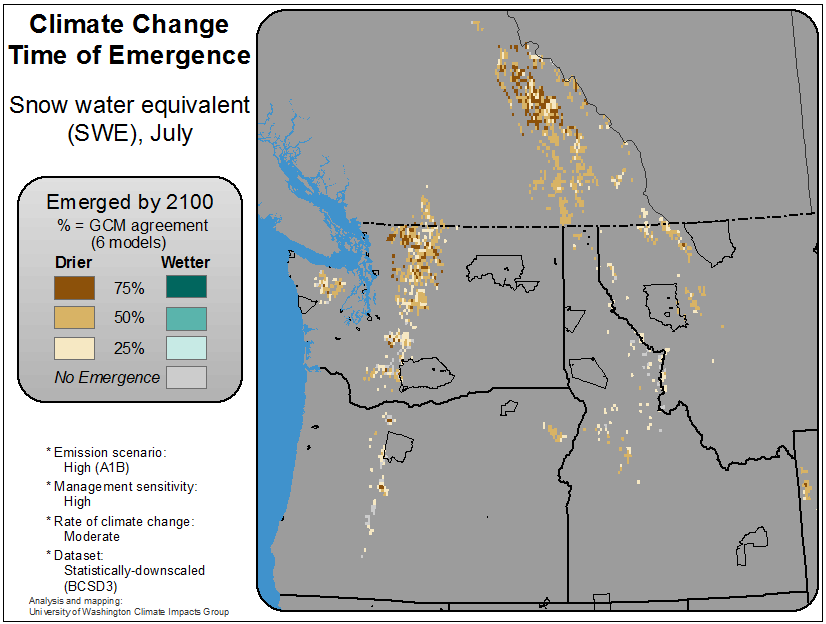 Climate Change
Time of Emergence
Snow water equivalent
(SWE), July
Emerged by 2100
% = GCM agreement
(6 models)
Drier Wetter
75%
50%
25%
No Emergence
* Emission scenario:
High (A1B)
* Management sensitivity:
High
* Rate of climate change:
Moderate
* Dataset:
Statistically-downscaled
(BCSD3)
Analysis and mapping:
University of Washington Climate Impacts Group